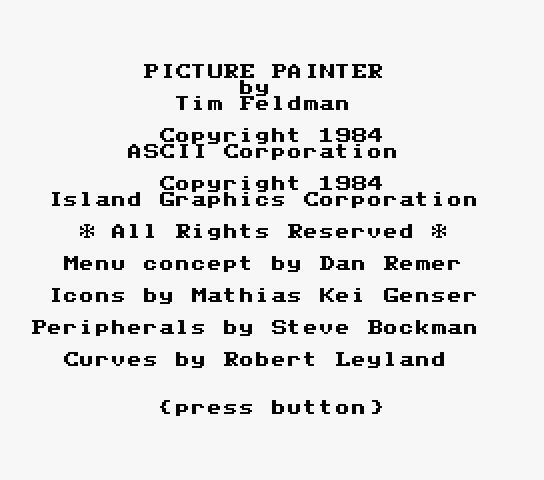 PICTURE PAINTER
by
Tim Feldman
Copyright 1984
ASCII Corporation
Copyright 1984
Island Graphics Corporation
* All Rights Reserved *
Menu concept by Dan Remer
Icons by Mathias Kei Genser
Peripherals by Steve Bockman
Curves by Robert Leyland
{press button}